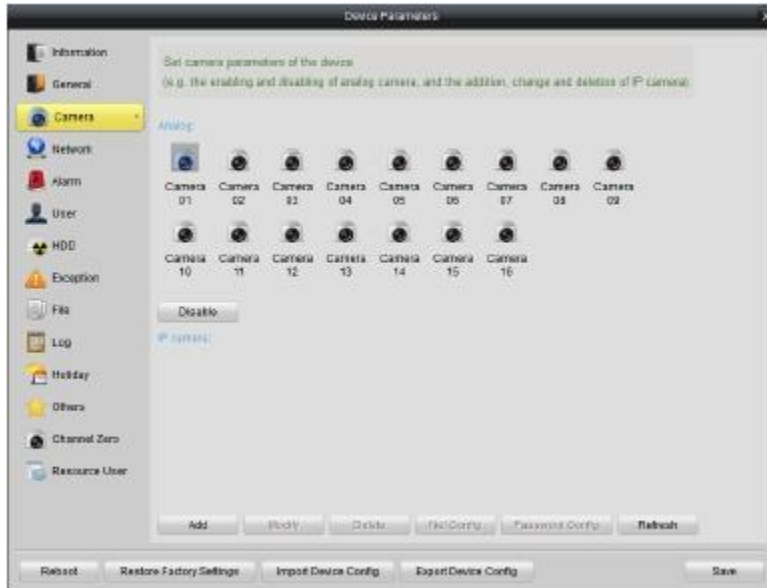 Device Parameters
X
Information
General
Camera
Network
Alarm
User
HDD
Exception
File
Log
Holiday
Others
Channel Zero
Resource User
Set camera parameters of the device
(e.g. the enabling and disabling of analog camera, and the addition, change and deletion of IP camera)
Analog:
Camera 01 Camera 02 Camera 03 Camera 04 Camera 05 Camera 06 Camera 07 Camera 08 Camera 09
Camera 10 Camera 11 Camera 12 Camera 13 Camera 14 Camera 15 Camera 16
Disable
IP camera:
Add Modify Delete Password Config Refresh
Reboot Restore Factory Settings Import Device Config Export Device Config Save